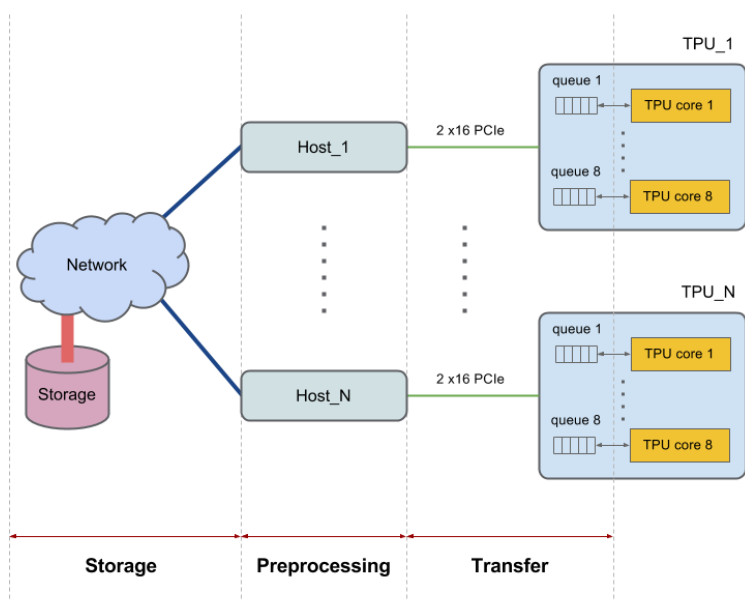 TPU_1
queue 1
TPU core 1
Host_1
2 x16 PCIe
queue 8
TPU core 8
Network
TPU_N
queue 1
TPU core 1
Storage
Host_N
2 x16 PCIe
queue 8
TPU core 8
Storage
Preprocessing
Transfer